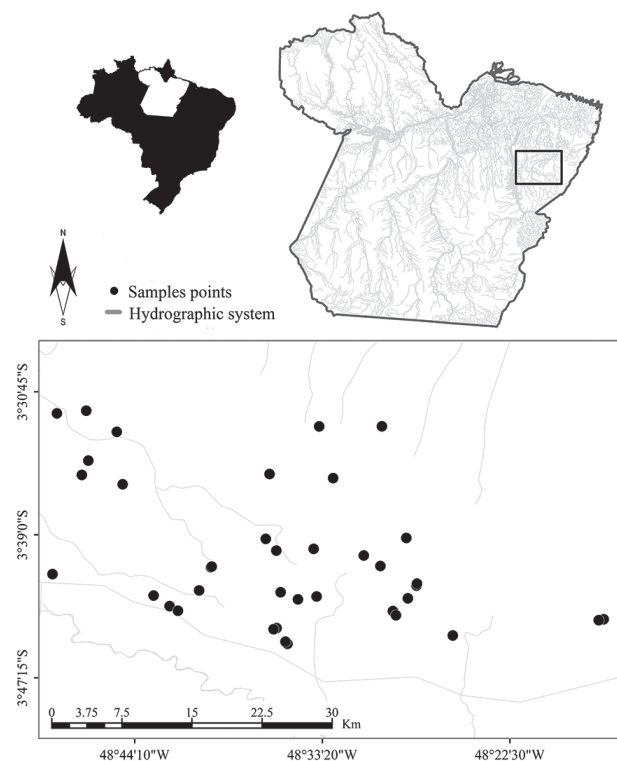 N
S
Samples points
Hydrographic system
3°30'45"S
3°39'0"S
3°47'15"S
0 3.75 7.5 15 22.5 30
Km
48°44'10"W 48°33'20"W 48°22'30"W